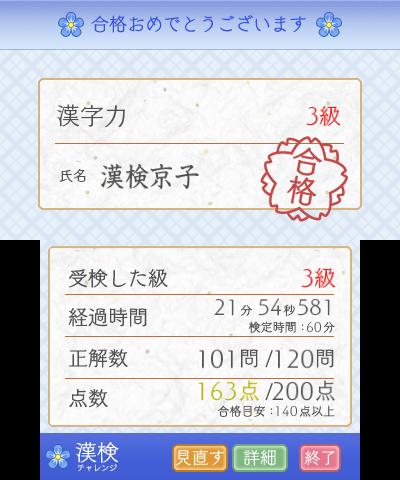 合格おめでとうございます
漢字力 3級
氏名 漢検京子
合格
受検した級 3級
経過時間 21分54秒581
検定時間:60分
正解数 101問/120問
点数 163点/200点
合格目安:140点以上
漢検
チャレンジ
見直す 詳細 終了